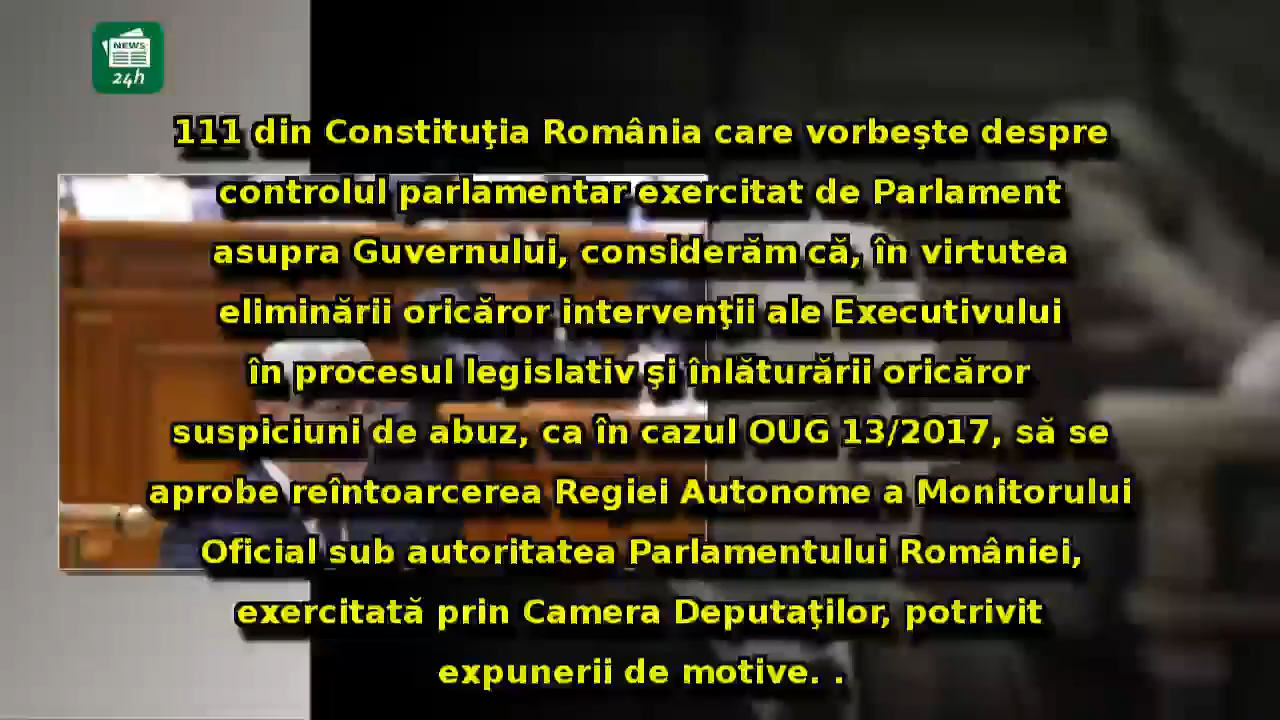 NEWS
24h
111 din Constituţia România care vorbeşte despre
controlul parlamentar exercitat de Parlament
asupra Guvernului, considerăm că, în virtutea
eliminării oricăror intervenţii ale Executivului
în procesul legislativ şi înlăturării oricăror
suspiciuni de abuz, ca în cazul OUG 13/2017, să se
aprobe reîntoarcerea Regiei Autonome a Monitorului
Oficial sub autoritatea Parlamentului României,
exercitată prin Camera Deputaţilor, potrivit
expunerii de motive. .